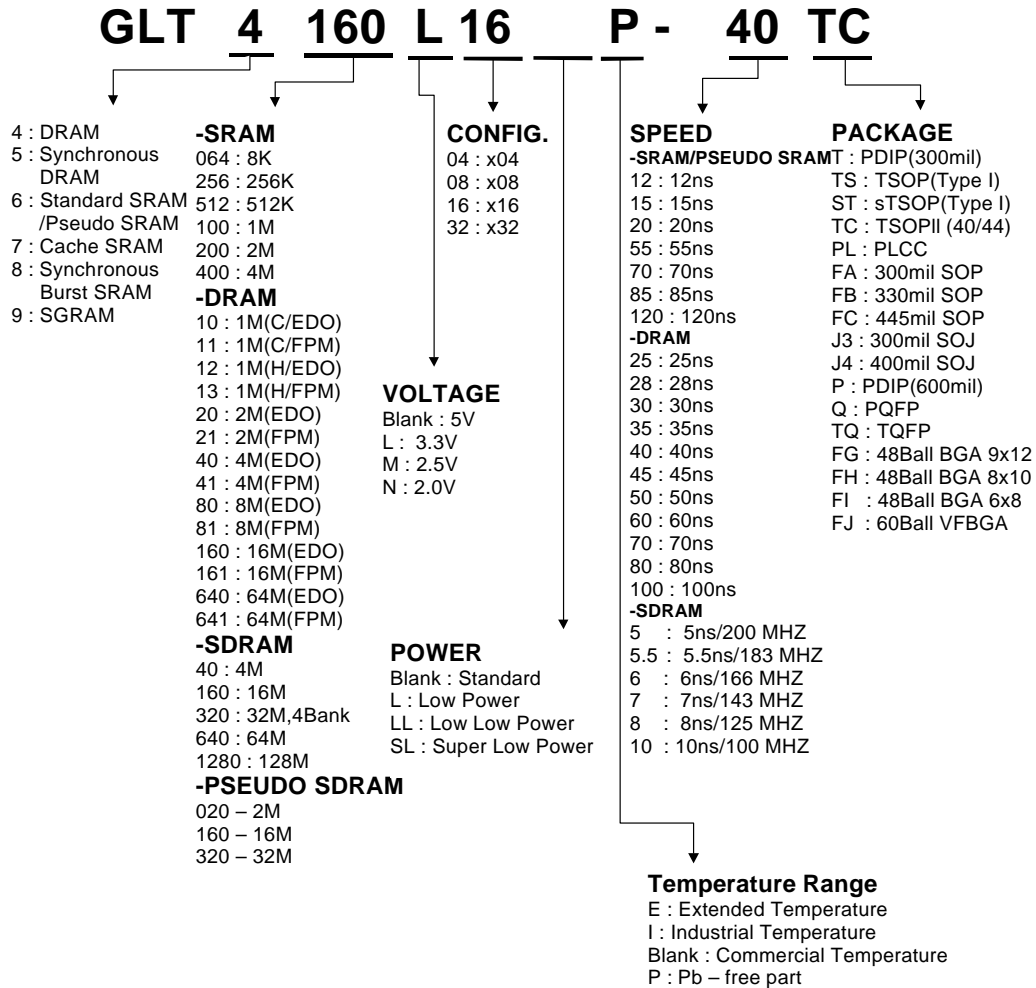 GLT 4 160 L 16 P - 40 TC
4 : DRAM
5 : Synchronous
DRAM
6 : Standard SRAM
/Pseudo SRAM
7 : Cache SRAM
8 : Synchronous
Burst SRAM
9 : SGRAM
-SRAM
064 : 8K
256 : 256K
512 : 512K
100 : 1M
200 : 2M
400 : 4M
-DRAM
10 : 1M(C/EDO)
11 : 1M(C/FPM)
12 : 1M(H/EDO)
13 : 1M(H/FPM)
20 : 2M(EDO)
21 : 2M(FPM)
40 : 4M(EDO)
41 : 4M(FPM)
80 : 8M(EDO)
81 : 8M(FPM)
160 : 16M(EDO)
161 : 16M(FPM)
640 : 64M(EDO)
641 : 64M(FPM)
-SDRAM
40 : 4M
160 : 16M
320 : 32M,4Bank
640 : 64M
1280 : 128M
-PSEUDO SDRAM
020 – 2M
160 – 16M
320 – 32M
VOLTAGE
Blank : 5V
L : 3.3V
M : 2.5V
N : 2.0V
CONFIG.
04 : x04
08 : x08
16 : x16
32 : x32
POWER
Blank : Standard
L : Low Power
LL : Low Low Power
SL : Super Low Power
SPEED
-SRAM/PSEUDO SRAM
12 : 12ns
15 : 15ns
20 : 20ns
55 : 55ns
70 : 70ns
85 : 85ns
120 : 120ns
-DRAM
25 : 25ns
28 : 28ns
30 : 30ns
35 : 35ns
40 : 40ns
45 : 45ns
50 : 50ns
60 : 60ns
70 : 70ns
80 : 80ns
100 : 100ns
-SDRAM
5 : 5ns/200 MHZ
5.5 : 5.5ns/183 MHZ
6 : 6ns/166 MHZ
7 : 7ns/143 MHZ
8 : 8ns/125 MHZ
10 : 10ns/100 MHZ
PACKAGE
T : PDIP(300mil)
TS : TSOP(Type I)
ST : sTSOP(Type I)
TC : TSOPll (40/44)
PL : PLCC
FA : 300mil SOP
FB : 330mil SOP
FC : 445mil SOP
J3 : 300mil SOJ
J4 : 400mil SOJ
P : PDIP(600mil)
Q : PQFP
TQ : TQFP
FG : 48Ball BGA 9x12
FH : 48Ball BGA 8x10
FI : 48Ball BGA 6x8
FJ : 60Ball VFBGA
Temperature Range
E : Extended Temperature
I : Industrial Temperature
Blank : Commercial Temperature
P : Pb – free part